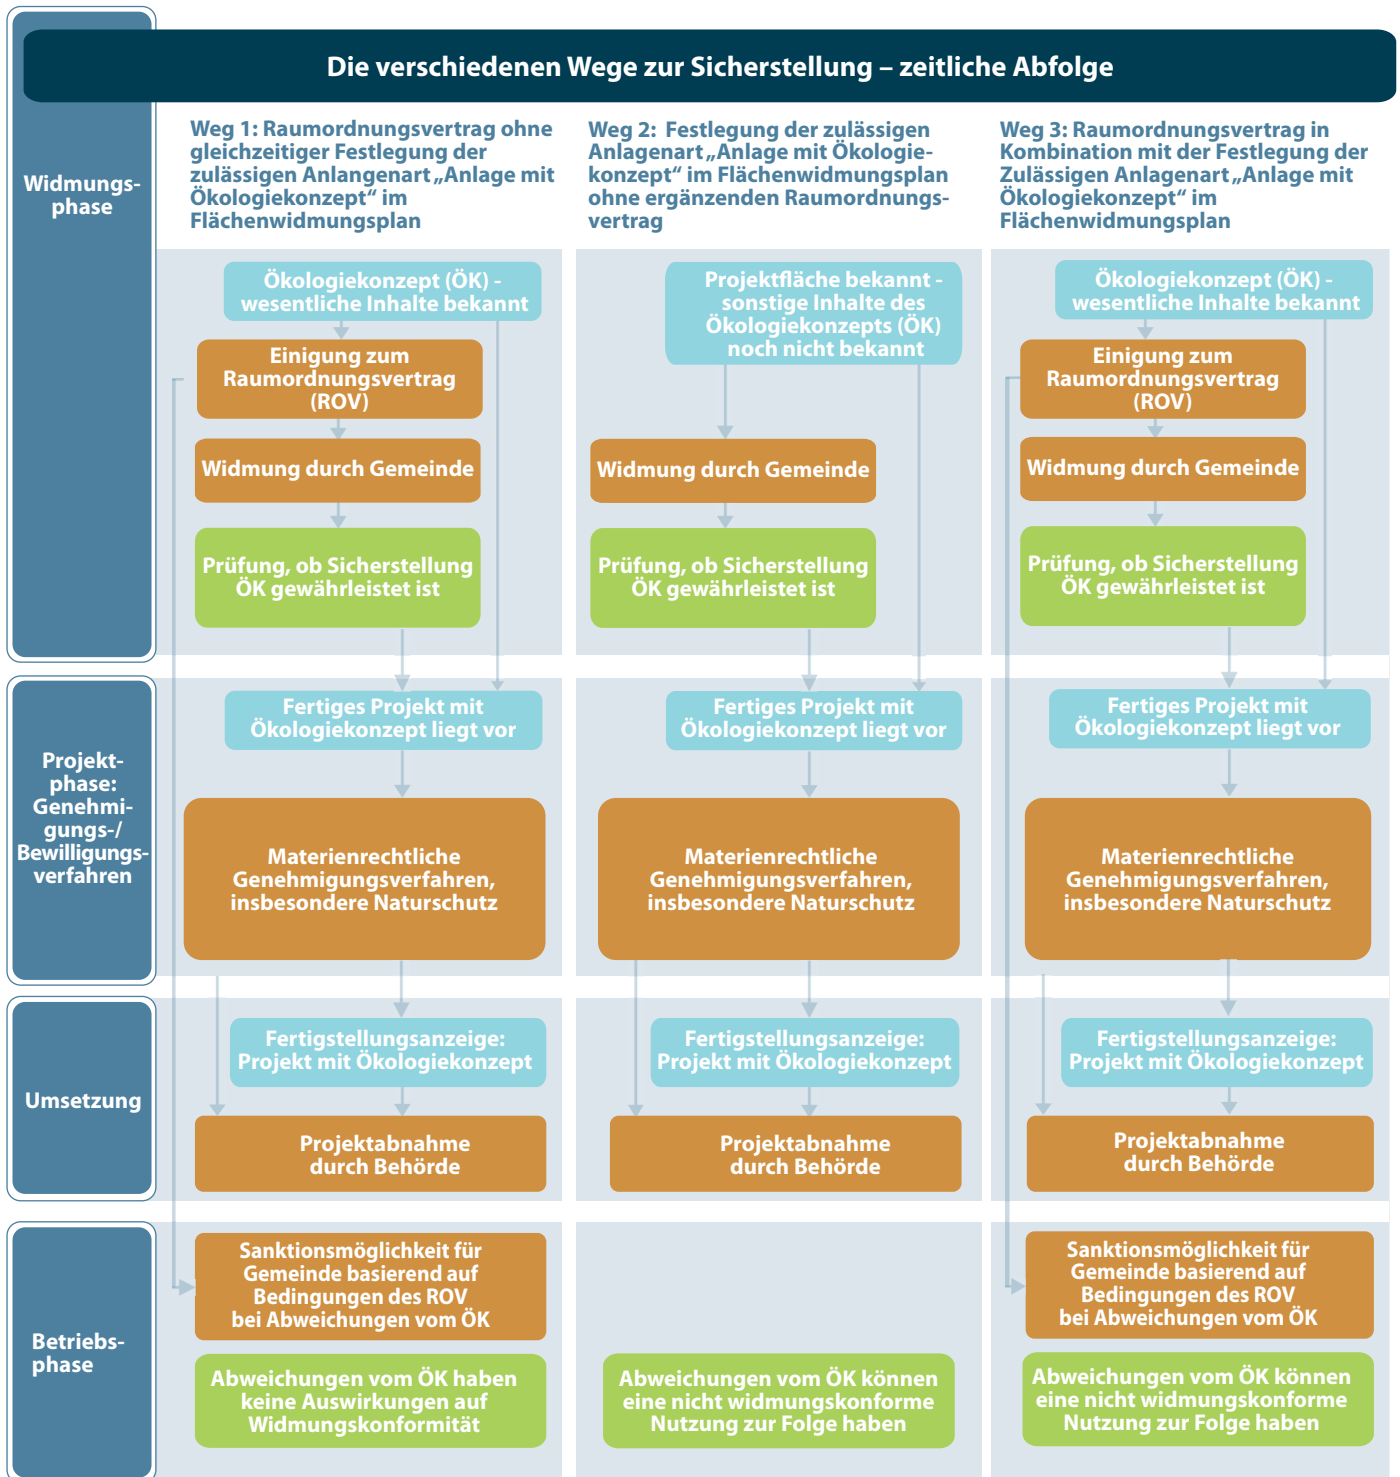 Die verschiedenen Wege zur Sicherstellung – zeitliche Abfolge
Widmungs-
phase
Weg 1: Raumordnungsvertrag ohne
gleichzeitiger Festlegung der
zulässigen Anlangenart „Anlage mit
Ökologiekonzept“ im
Flächenwidmungsplan
Weg 2: Festlegung der zulässigen
Anlagenart „Anlage mit Ökologie-
konzept“ im Flächenwidmungsplan
ohne ergänzenden Raumordnungs-
vertrag
Weg 3: Raumordnungsvertrag in
Kombination mit der Festlegung der
Zulässigen Anlagenart „Anlage mit
Ökologiekonzept“ im
Flächenwidmungsplan
Ökologiekonzept (ÖK) -
wesentliche Inhalte bekannt
Einigung zum
Raumordnungsvertrag
(ROV)
Widmung durch Gemeinde
Prüfung, ob Sicherstellung
ÖK gewährleistet ist
Projektfläche bekannt -
sonstige Inhalte des
Ökologiekonzepts (ÖK)
noch nicht bekannt
Widmung durch Gemeinde
Prüfung, ob Sicherstellung
ÖK gewährleistet ist
Ökologiekonzept (ÖK) -
wesentliche Inhalte bekannt
Einigung zum
Raumordnungsvertrag
(ROV)
Widmung durch Gemeinde
Prüfung, ob Sicherstellung
ÖK gewährleistet ist
Projekt-
phase:
Genehmi-
gungs-/
Bewilligungs-
verfahren
Fertiges Projekt mit
Ökologiekonzept liegt vor
Materienrechtliche
Genehmigungsverfahren,
insbesondere Naturschutz
Fertiges Projekt mit
Ökologiekonzept liegt vor
Materienrechtliche
Genehmigungsverfahren,
insbesondere Naturschutz
Fertiges Projekt mit
Ökologiekonzept liegt vor
Materienrechtliche
Genehmigungsverfahren,
insbesondere Naturschutz
Umsetzung
Fertigstellungsanzeige:
Projekt mit Ökologiekonzept
Projektabnahme
durch Behörde
Fertigstellungsanzeige:
Projekt mit Ökologiekonzept
Projektabnahme
durch Behörde
Fertigstellungsanzeige:
Projekt mit Ökologiekonzept
Projektabnahme
durch Behörde
Betriebs-
phase
Sanktionsmöglichkeit für
Gemeinde basierend auf
Bedingungen des ROV
bei Abweichungen vom ÖK
Abweichungen vom ÖK haben
keine Auswirkungen auf
Widmungskonformität
Abweichungen vom ÖK können
eine nicht widmungskonforme
Nutzung zur Folge haben
Sanktionsmöglichkeit für
Gemeinde basierend auf
Bedingungen des ROV
bei Abweichungen vom ÖK
Abweichungen vom ÖK können
eine nicht widmungskonforme
Nutzung zur Folge haben